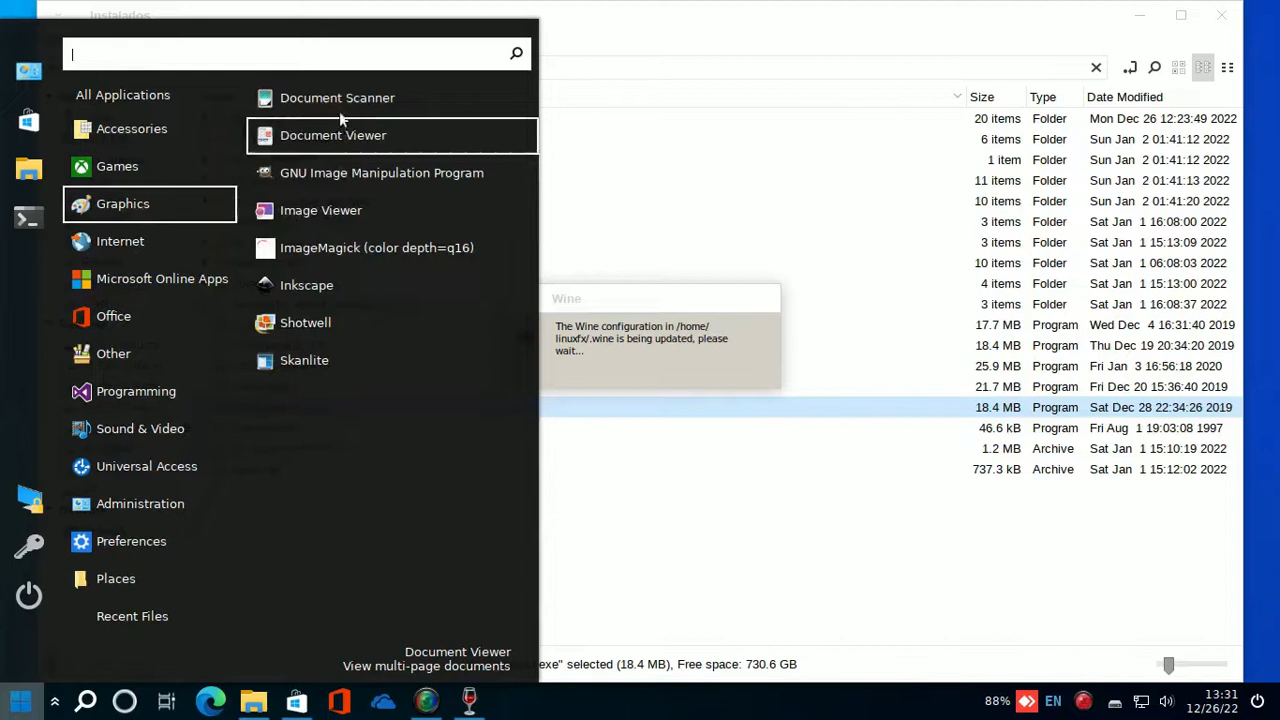 Instalados
Size
Type
Date Modified
All Applications
Accessories
Games
Graphics
Internet
Microsoft Online Apps
Office
Other
Programming
Sound & Video
Universal Access
Administration
Preferences
Places
Recent Files
Document Scanner
Document Viewer
GNU Image Manipulation Program
Image Viewer
ImageMagick (color depth=q16)
Inkscape
Shotwell
Skanlite
Document Viewer
View multi-page documents
20 items Folder Mon Dec 26 12:23:49 2022
6 items Folder Sun Jan 2 01:41:12 2022
1 item Folder Sun Jan 2 01:41:12 2022
11 items Folder Sun Jan 2 01:41:13 2022
10 items Folder Sun Jan 2 01:41:20 2022
3 items Folder Sat Jan 1 16:08:00 2022
3 items Folder Sat Jan 1 15:13:09 2022
10 items Folder Sat Jan 1 06:08:03 2022
4 items Folder Sat Jan 1 15:13:00 2022
3 items Folder Sat Jan 1 16:08:37 2022
17.7 MB Program Wed Dec 4 16:31:40 2019
18.4 MB Program Thu Dec 19 20:34:20 2019
25.9 MB Program Fri Jan 3 16:56:18 2020
21.7 MB Program Fri Dec 20 15:36:40 2019
18.4 MB Program Sat Dec 28 22:34:26 2019
46.6 kB Program Fri Aug 1 19:03:08 1997
1.2 MB Archive Sat Jan 1 15:10:19 2022
737.3 kB Archive Sat Jan 1 15:12:02 2022
Wine
The Wine configuration in /home/
linuxfx/.wine is being updated, please
wait...
.exe" selected (18.4 MB), Free space: 730.6 GB
88%
EN
13:31
12/26/22